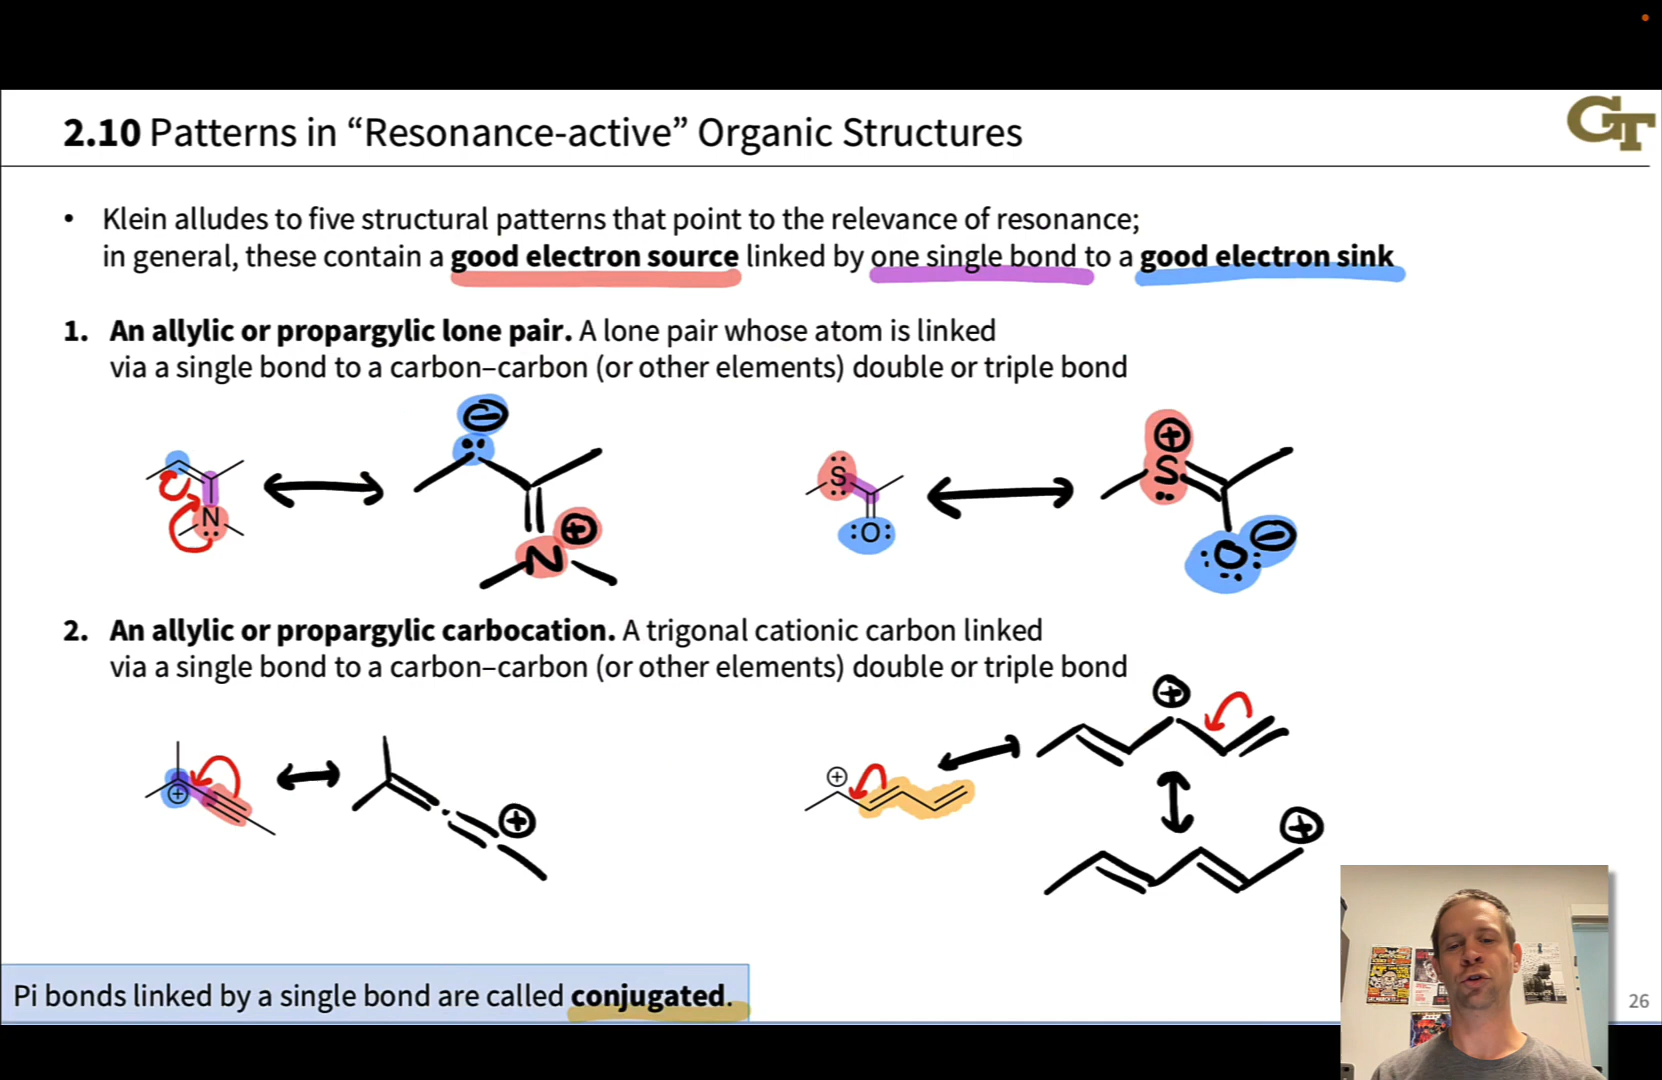 2.10 Patterns in “Resonance-active” Organic Structures
GT
• Klein alludes to five structural patterns that point to the relevance of resonance;
in general, these contain a good electron source linked by one single bond to a good electron sink
1. An allylic or propargylic lone pair. A lone pair whose atom is linked
via a single bond to a carbon–carbon (or other elements) double or triple bond
N
N
⊕
⊖
S
:O:
⊕
S
O
⊖
2. An allylic or propargylic carbocation. A trigonal cationic carbon linked
via a single bond to a carbon–carbon (or other elements) double or triple bond
⊕
⊕
⊕
⊕
⊕
Pi bonds linked by a single bond are called conjugated.
26